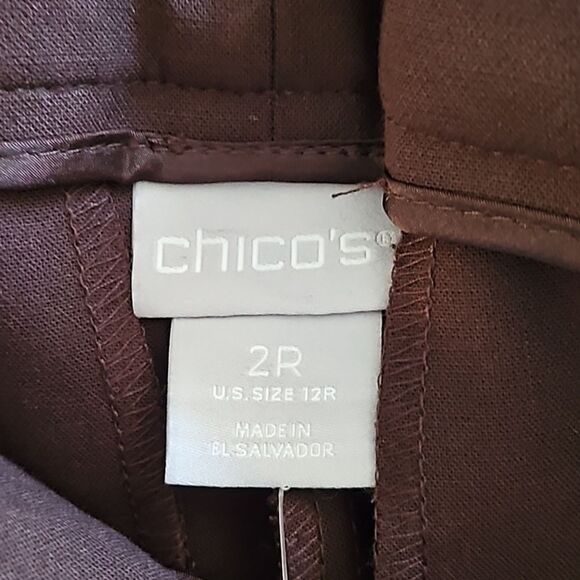 chico's®
2R
U.S. SIZE 12R
MADE IN
EL SALVADOR